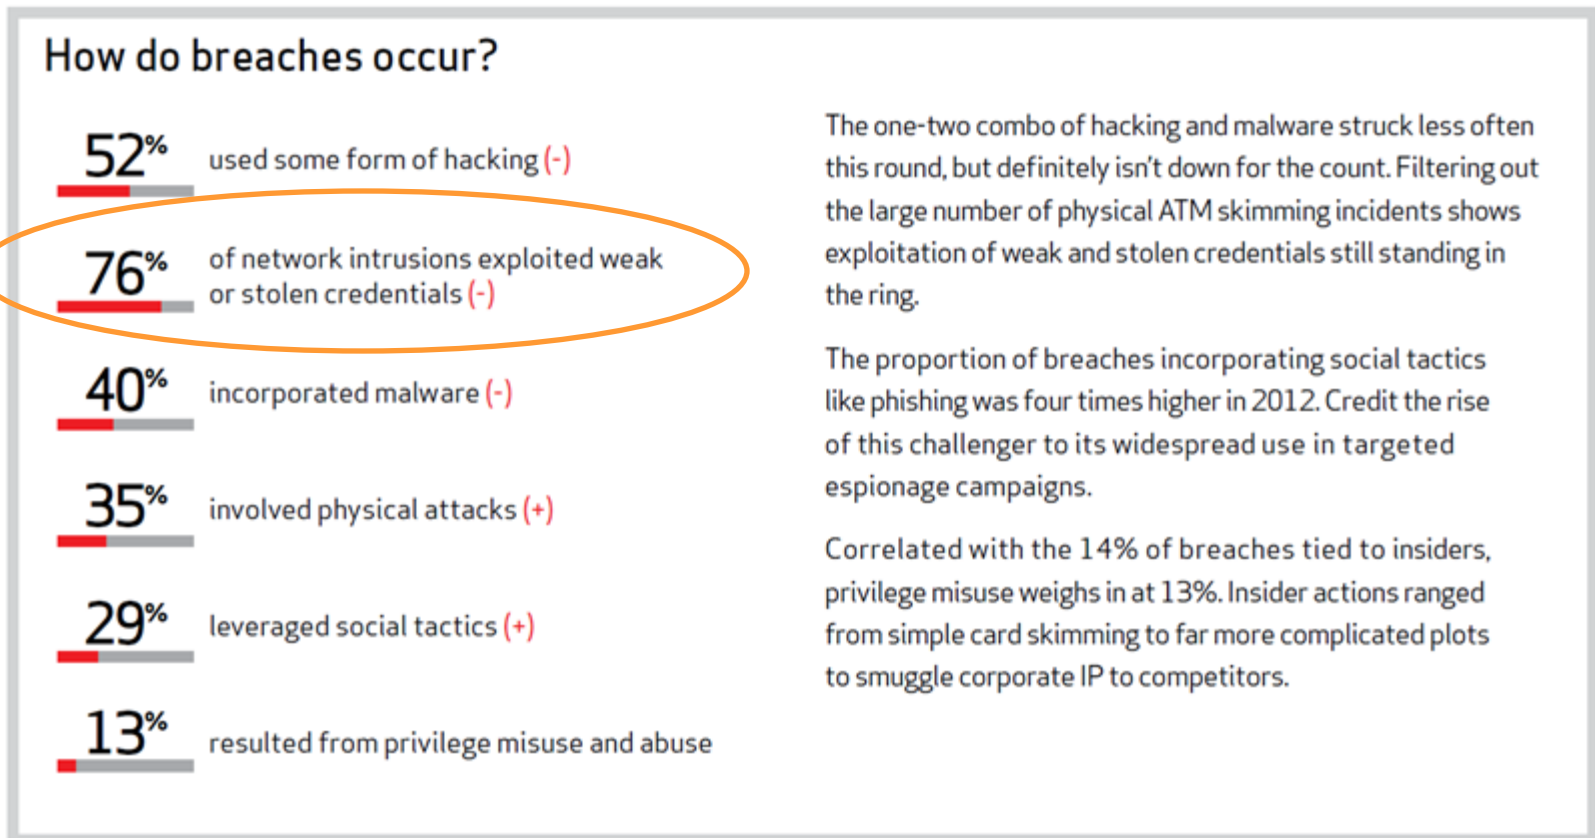 How do breaches occur?
52% used some form of hacking (-)
76% of network intrusions exploited weak
or stolen credentials (-)
40% incorporated malware (-)
35% involved physical attacks (+)
29% leveraged social tactics (+)
13% resulted from privilege misuse and abuse
The one-two combo of hacking and malware struck less often
this round, but definitely isn't down for the count. Filtering out
the large number of physical ATM skimming incidents shows
exploitation of weak and stolen credentials still standing in
the ring.
The proportion of breaches incorporating social tactics
like phishing was four times higher in 2012. Credit the rise
of this challenger to its widespread use in targeted
espionage campaigns.
Correlated with the 14% of breaches tied to insiders,
privilege misuse weighs in at 13%. Insider actions ranged
from simple card skimming to far more complicated plots
to smuggle corporate IP to competitors.